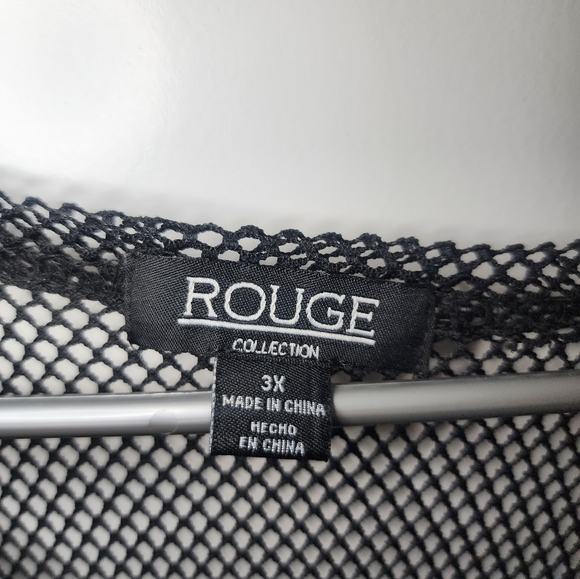 ROUGE
COLLECTION
3X
MADE IN CHINA
HECHO
EN CHINA